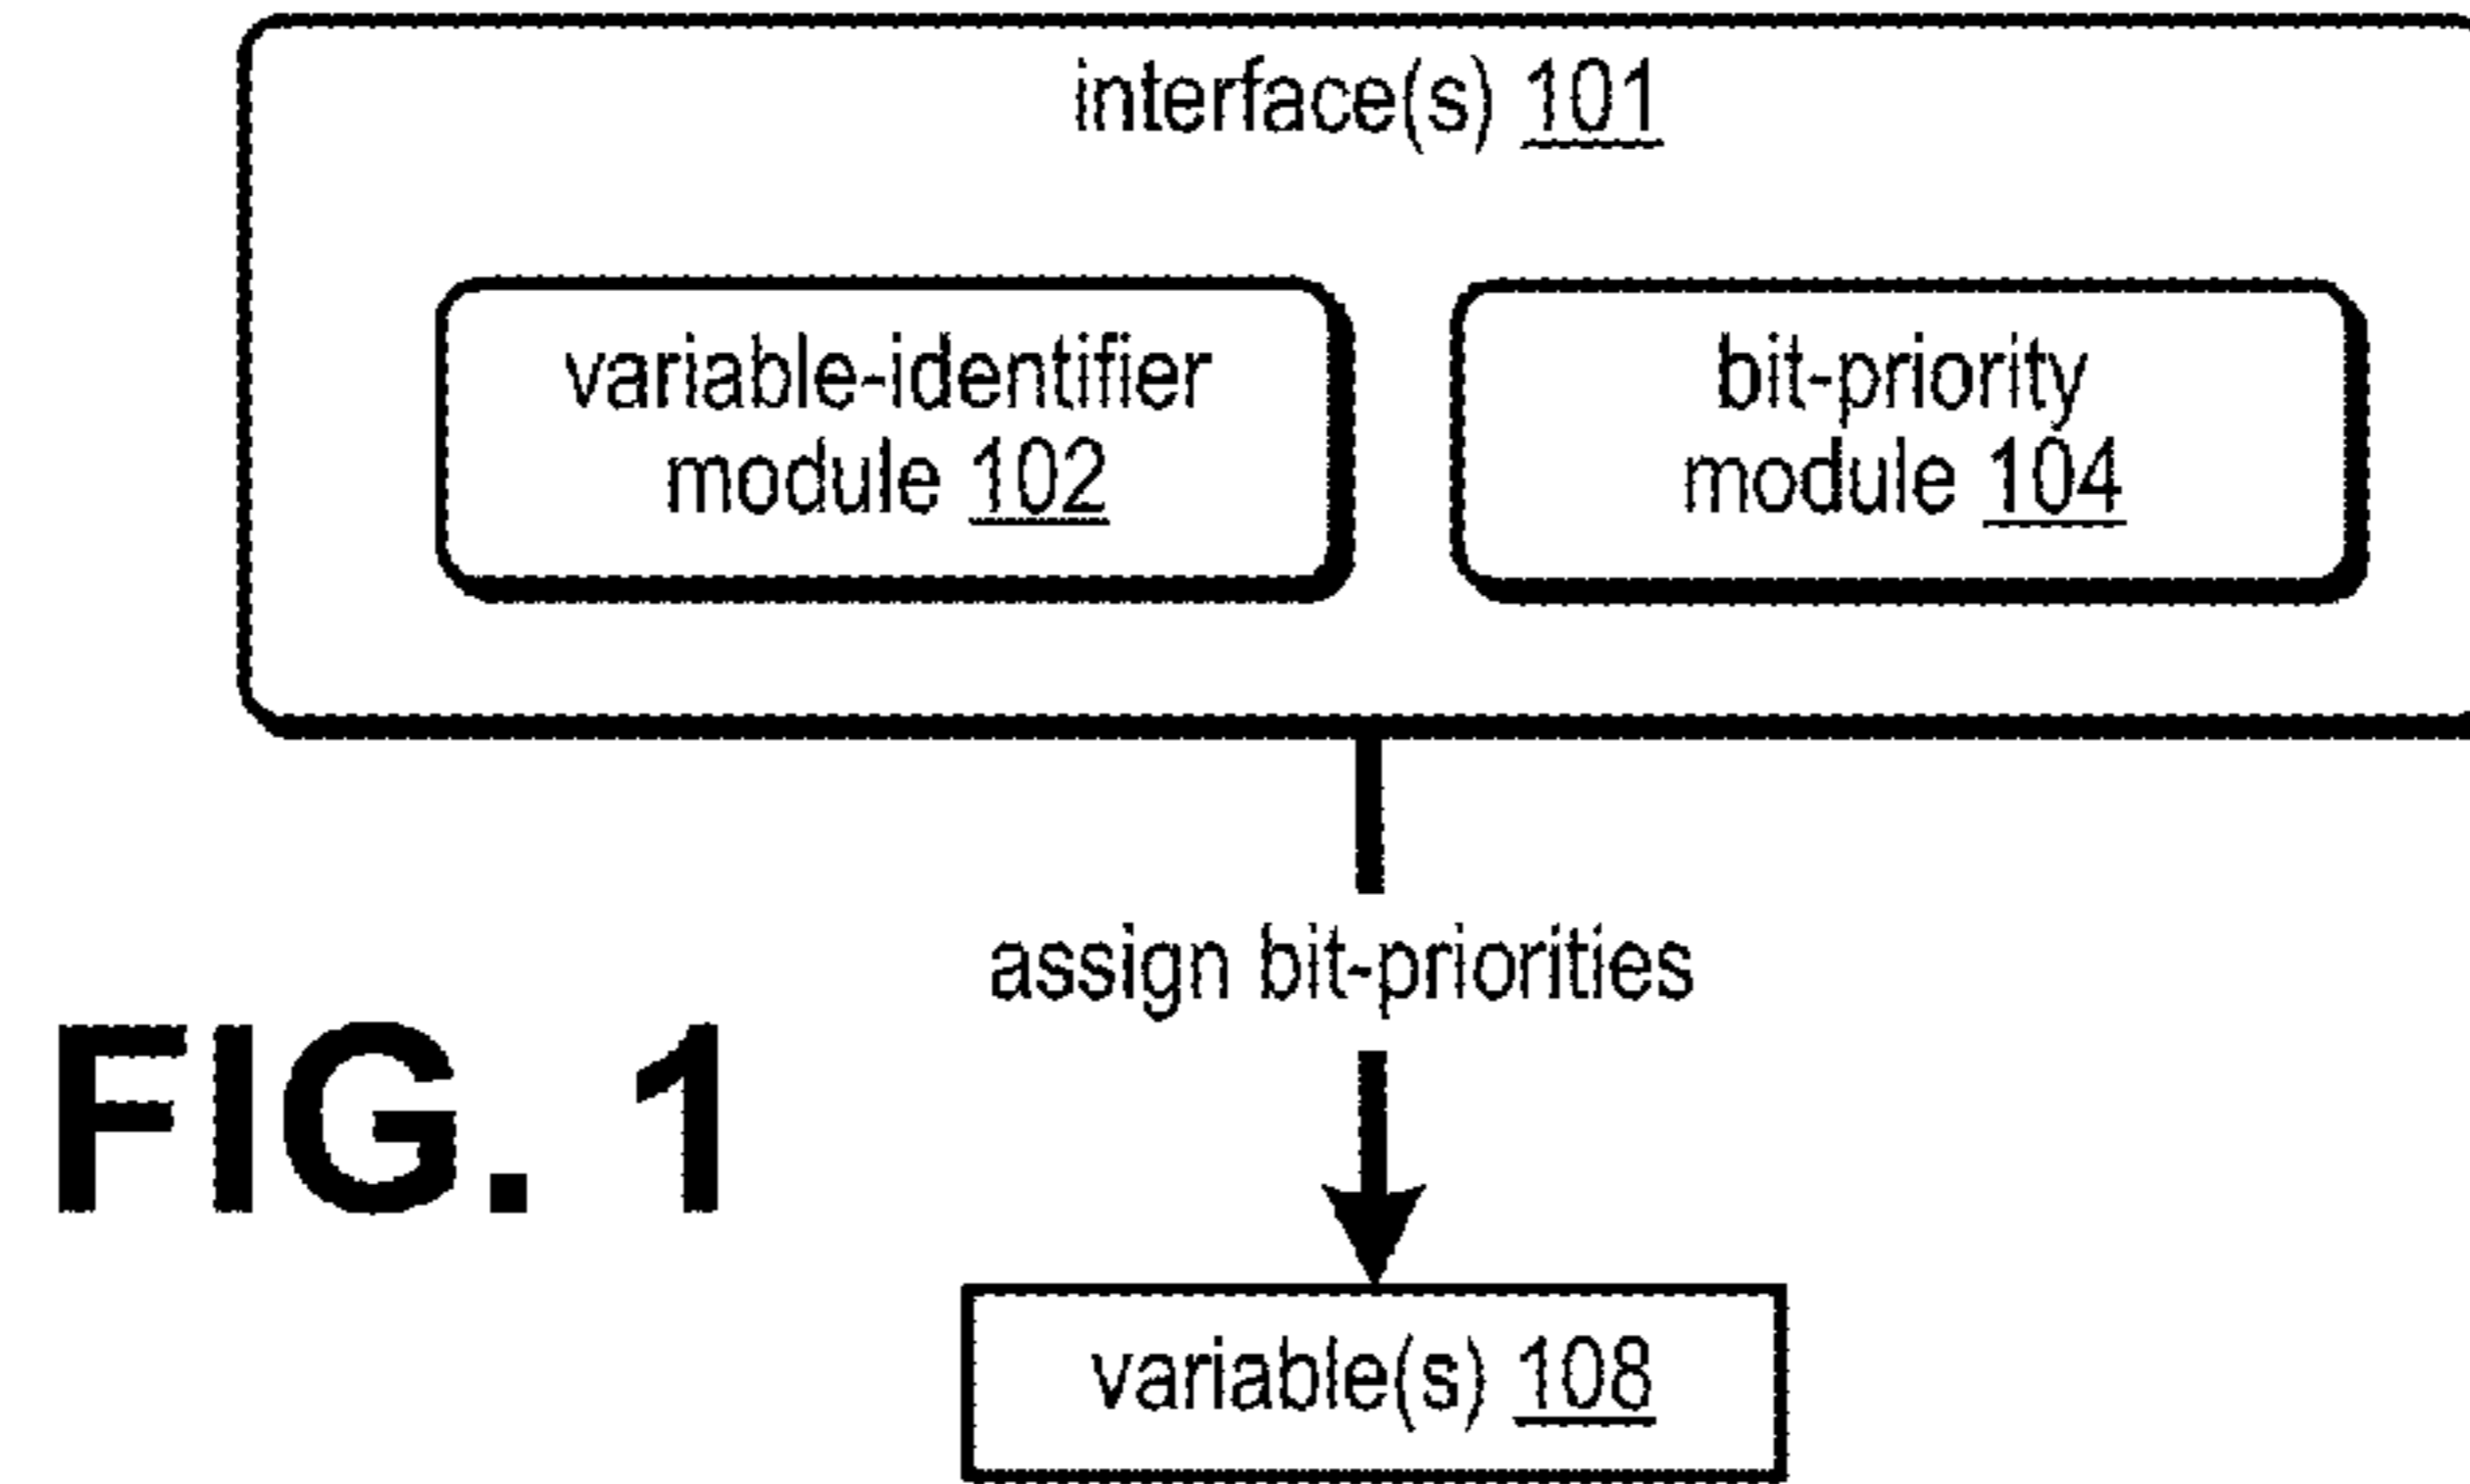 interface(s) 101
variable-identifier
module 102
bit-priority
module 104
assign bit-priorities
FIG. 1
variable(s) 108